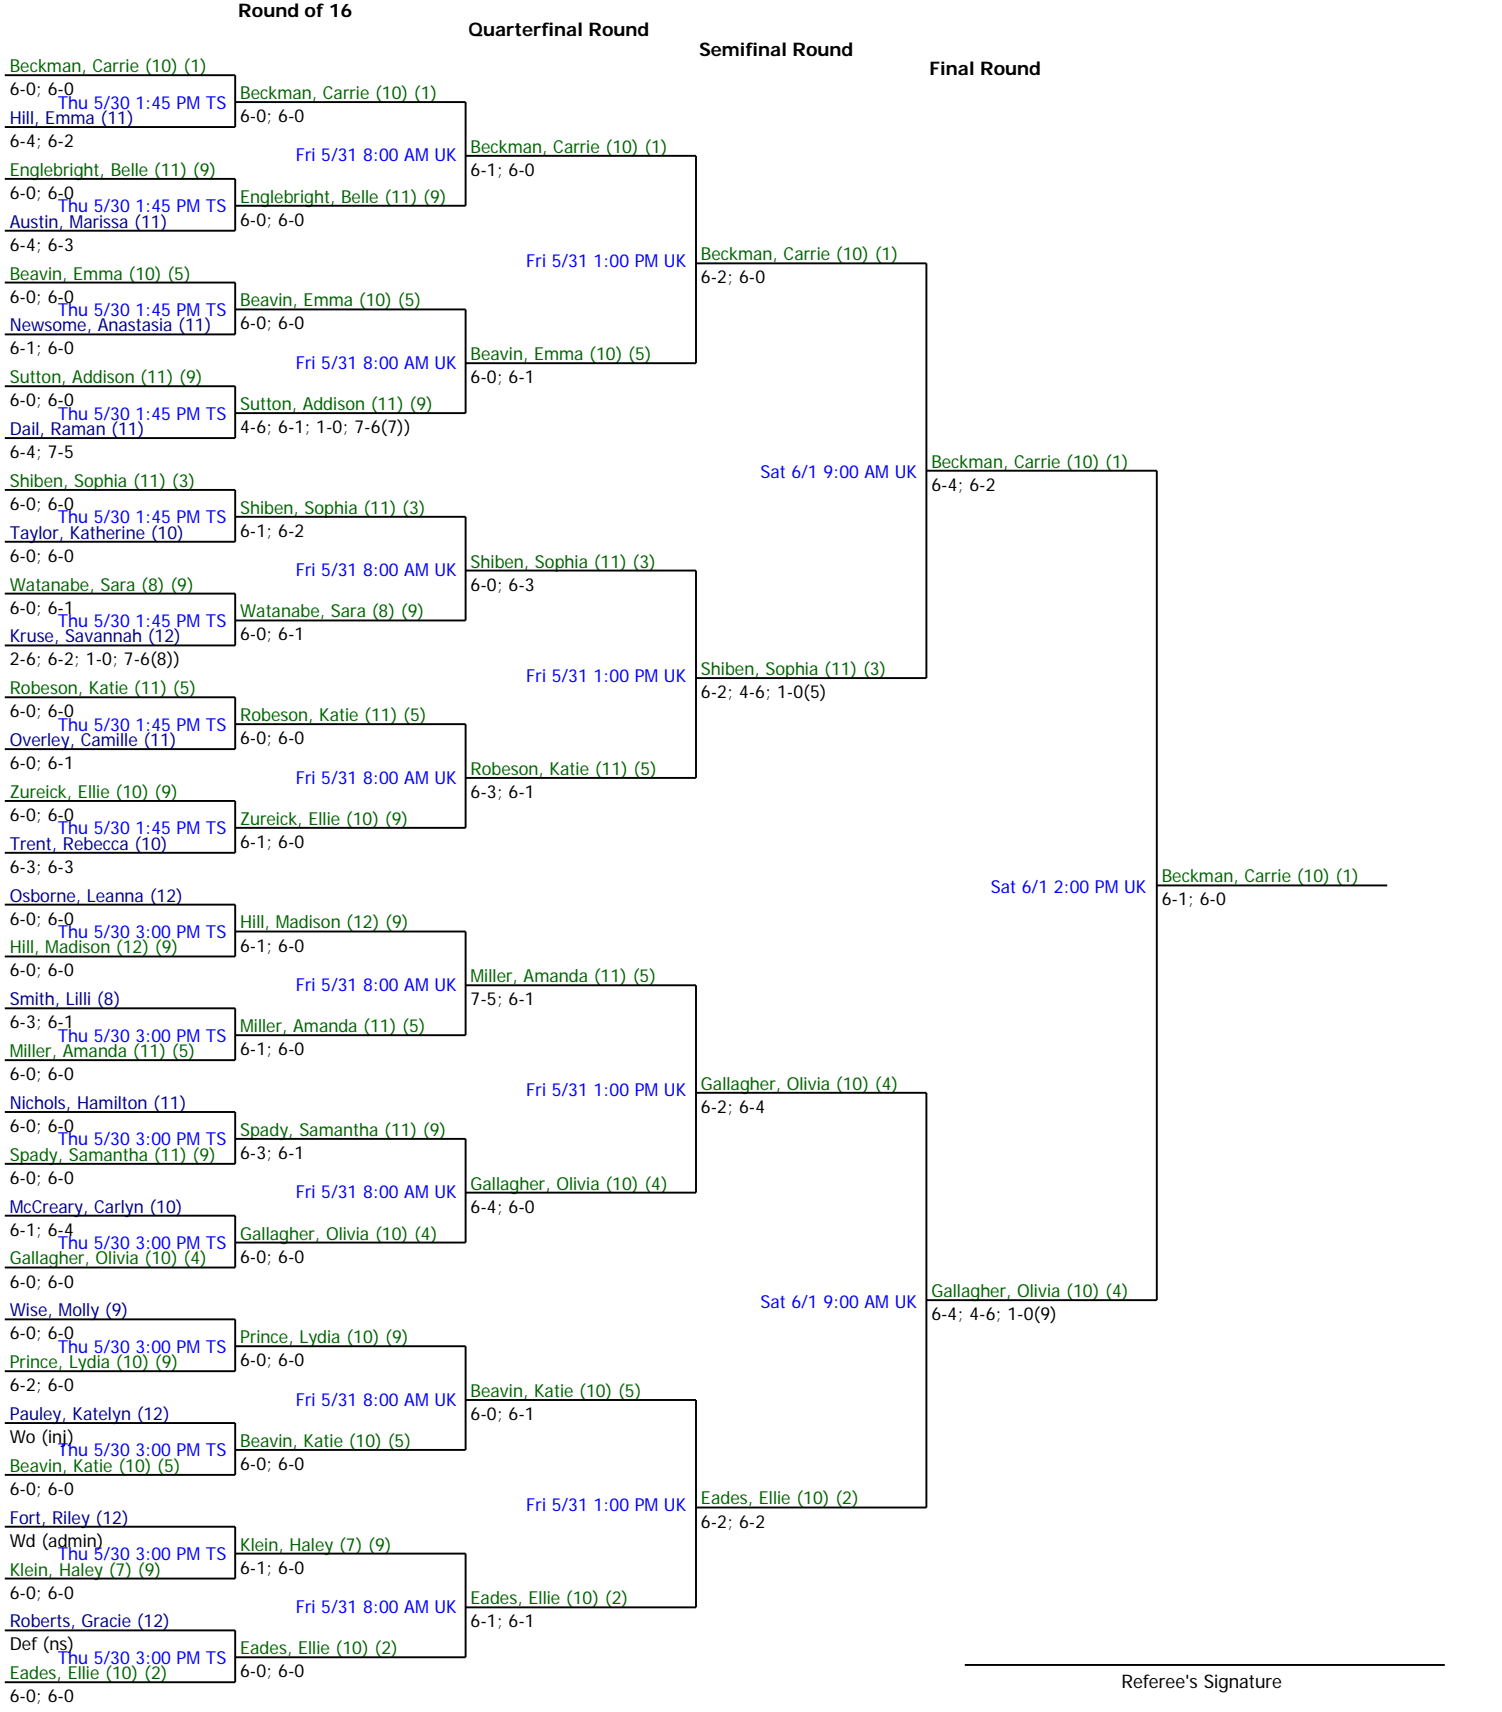 Round of 16
Quarterfinal Round
Semifinal Round
Final Round
Beckman, Carrie (10) (1)
6-0; 6-0
Thu 5/30 1:45 PM TS
Hill, Emma (11)
6-4; 6-2
Englebright, Belle (11) (9)
6-0; 6-0
Thu 5/30 1:45 PM TS
Austin, Marissa (11)
6-4; 6-3
Beavin, Emma (10) (5)
6-0; 6-0
Thu 5/30 1:45 PM TS
Newsome, Anastasia (11)
6-1; 6-0
Sutton, Addison (11) (9)
6-0; 6-0
Thu 5/30 1:45 PM TS
Dail, Raman (11)
6-4; 7-5
Shiben, Sophia (11) (3)
6-0; 6-0
Thu 5/30 1:45 PM TS
Taylor, Katherine (10)
6-0; 6-0
Watanabe, Sara (8) (9)
6-0; 6-1
Thu 5/30 1:45 PM TS
Kruse, Savannah (12)
2-6; 6-2; 1-0; 7-6(8))
Robeson, Katie (11) (5)
6-0; 6-0
Thu 5/30 1:45 PM TS
Overley, Camille (11)
6-0; 6-1
Zureick, Ellie (10) (9)
6-0; 6-0
Thu 5/30 1:45 PM TS
Trent, Rebecca (10)
6-3; 6-3
Osborne, Leanna (12)
6-0; 6-0
Thu 5/30 3:00 PM TS
Hill, Madison (12) (9)
6-0; 6-0
Smith, Lilli (8)
6-3; 6-1
Thu 5/30 3:00 PM TS
Miller, Amanda (11) (5)
6-0; 6-0
Nichols, Hamilton (11)
6-0; 6-0
Thu 5/30 3:00 PM TS
Spady, Samantha (11) (9)
6-0; 6-0
McCreary, Carlyn (10)
6-1; 6-4
Thu 5/30 3:00 PM TS
Gallagher, Olivia (10) (4)
6-0; 6-0
Wise, Molly (9)
6-0; 6-0
Thu 5/30 3:00 PM TS
Prince, Lydia (10) (9)
6-2; 6-0
Pauley, Katelyn (12)
Wo (inj)
Thu 5/30 3:00 PM TS
Beavin, Katie (10) (5)
6-0; 6-0
Fort, Riley (12)
Wd (admin)
Thu 5/30 3:00 PM TS
Klein, Haley (7) (9)
6-0; 6-0
Roberts, Gracie (12)
Def (ns)
Thu 5/30 3:00 PM TS
Eades, Ellie (10) (2)
6-0; 6-0
Beckman, Carrie (10) (1)
6-0; 6-0
Fri 5/31 8:00 AM UK
Englebright, Belle (11) (9)
6-0; 6-0
Beavin, Emma (10) (5)
6-0; 6-0
Fri 5/31 8:00 AM UK
Sutton, Addison (11) (9)
4-6; 6-1; 1-0; 7-6(7))
Shiben, Sophia (11) (3)
6-1; 6-2
Fri 5/31 8:00 AM UK
Watanabe, Sara (8) (9)
6-0; 6-1
Robeson, Katie (11) (5)
6-0; 6-0
Fri 5/31 8:00 AM UK
Zureick, Ellie (10) (9)
6-1; 6-0
Hill, Madison (12) (9)
6-1; 6-0
Fri 5/31 8:00 AM UK
Miller, Amanda (11) (5)
6-1; 6-0
Spady, Samantha (11) (9)
6-3; 6-1
Fri 5/31 8:00 AM UK
Gallagher, Olivia (10) (4)
6-0; 6-0
Prince, Lydia (10) (9)
6-0; 6-0
Fri 5/31 8:00 AM UK
Beavin, Katie (10) (5)
6-0; 6-0
Klein, Haley (7) (9)
6-1; 6-0
Fri 5/31 8:00 AM UK
Eades, Ellie (10) (2)
6-0; 6-0
Beckman, Carrie (10) (1)
6-1; 6-0
Fri 5/31 1:00 PM UK
Beavin, Emma (10) (5)
6-0; 6-1
Shiben, Sophia (11) (3)
6-0; 6-3
Fri 5/31 1:00 PM UK
Robeson, Katie (11) (5)
6-3; 6-1
Miller, Amanda (11) (5)
7-5; 6-1
Fri 5/31 1:00 PM UK
Gallagher, Olivia (10) (4)
6-4; 6-0
Beavin, Katie (10) (5)
6-0; 6-1
Fri 5/31 1:00 PM UK
Eades, Ellie (10) (2)
6-1; 6-1
Beckman, Carrie (10) (1)
6-2; 6-0
Sat 6/1 9:00 AM UK
Shiben, Sophia (11) (3)
6-2; 4-6; 1-0(5)
Gallagher, Olivia (10) (4)
6-2; 6-4
Sat 6/1 9:00 AM UK
Eades, Ellie (10) (2)
6-2; 6-2
Beckman, Carrie (10) (1)
6-4; 6-2
Sat 6/1 2:00 PM UK
Gallagher, Olivia (10) (4)
6-4; 4-6; 1-0(9)
Beckman, Carrie (10) (1)
6-1; 6-0
Referee's Signature